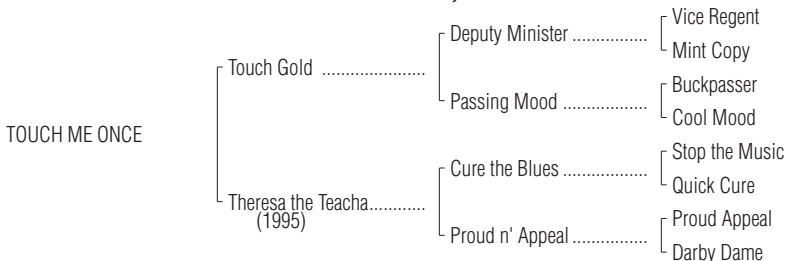 Vice Regent
Deputy Minister ................
Mint Copy
Touch Gold ......................
Buckpasser
Passing Mood ..................
Cool Mood
TOUCH ME ONCE
Stop the Music
Cure the Blues ..................
Quick Cure
Theresa the Teacha............
(1995)
Proud Appeal
Proud n' Appeal ................
Darby Dame